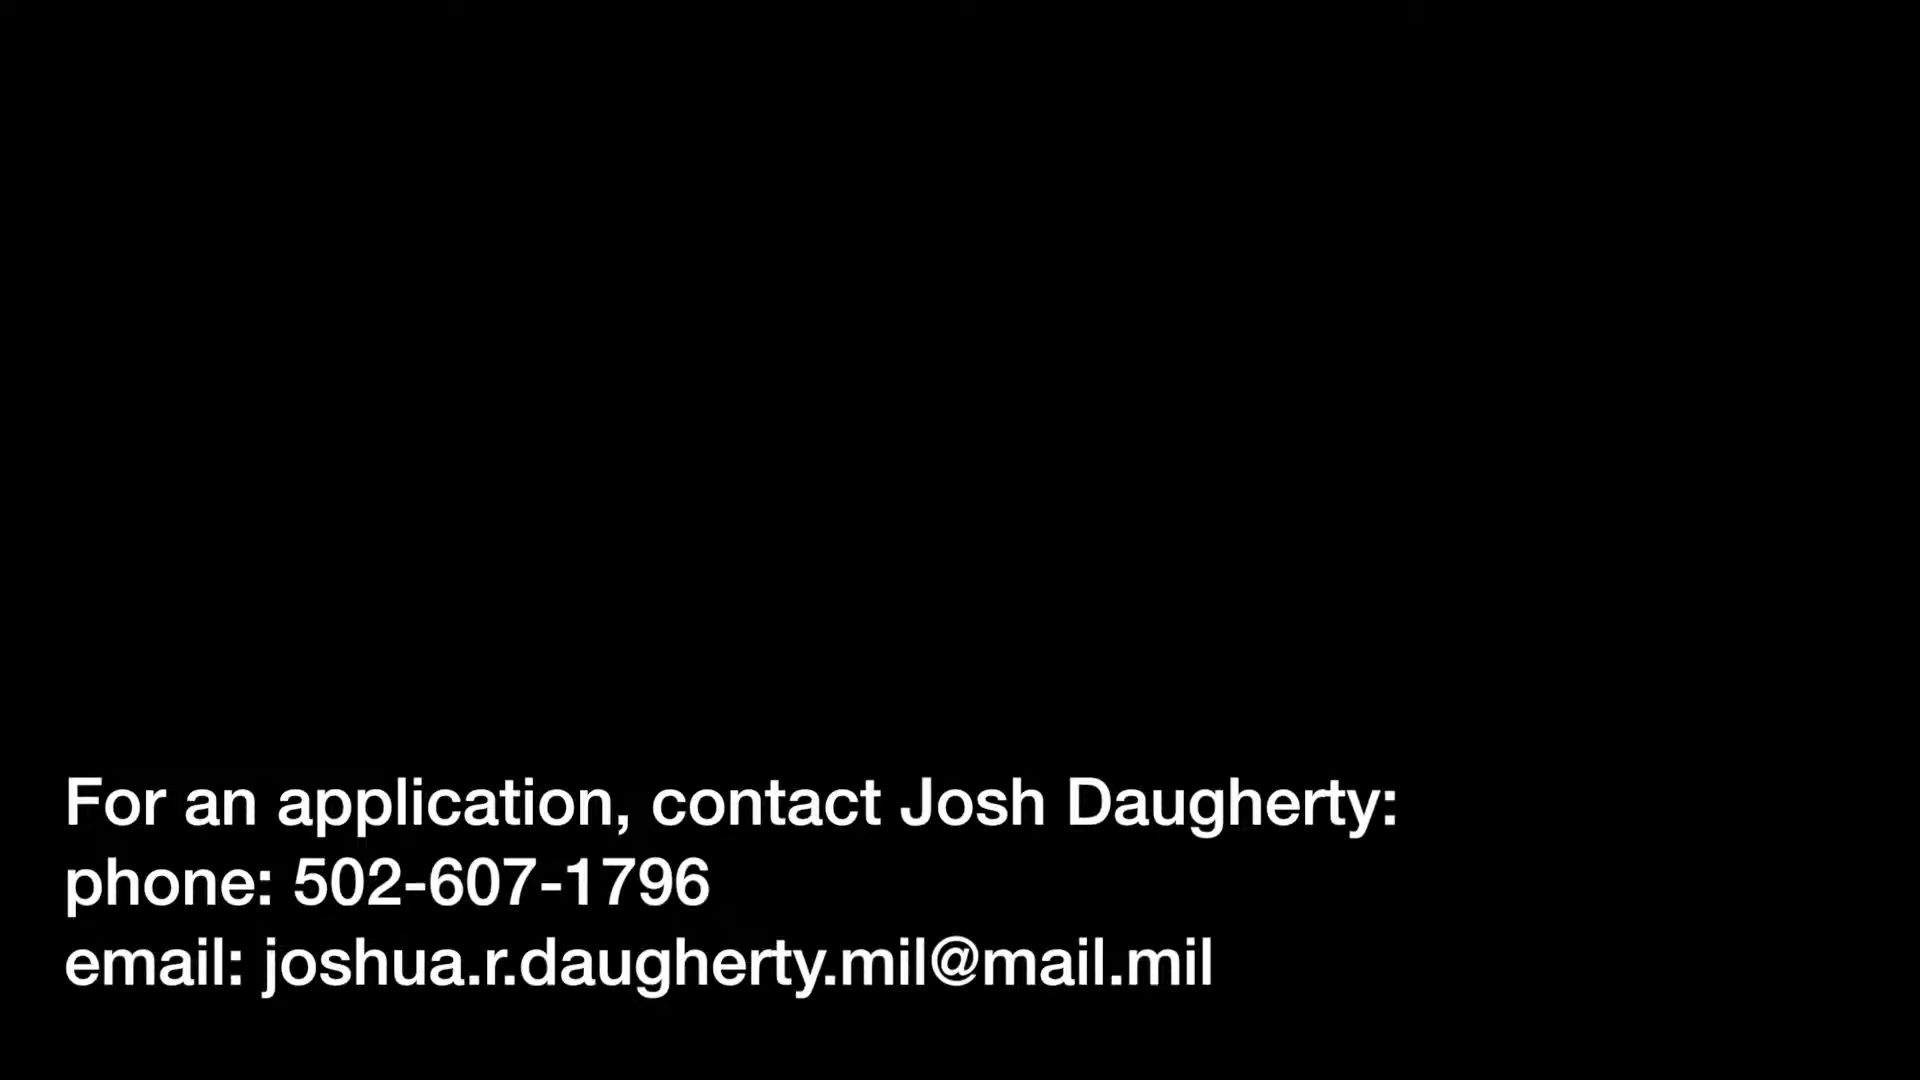 For an application, contact Josh Daugherty:
phone: 502-607-1796
email: joshua.r.daugherty.mil@mail.mil